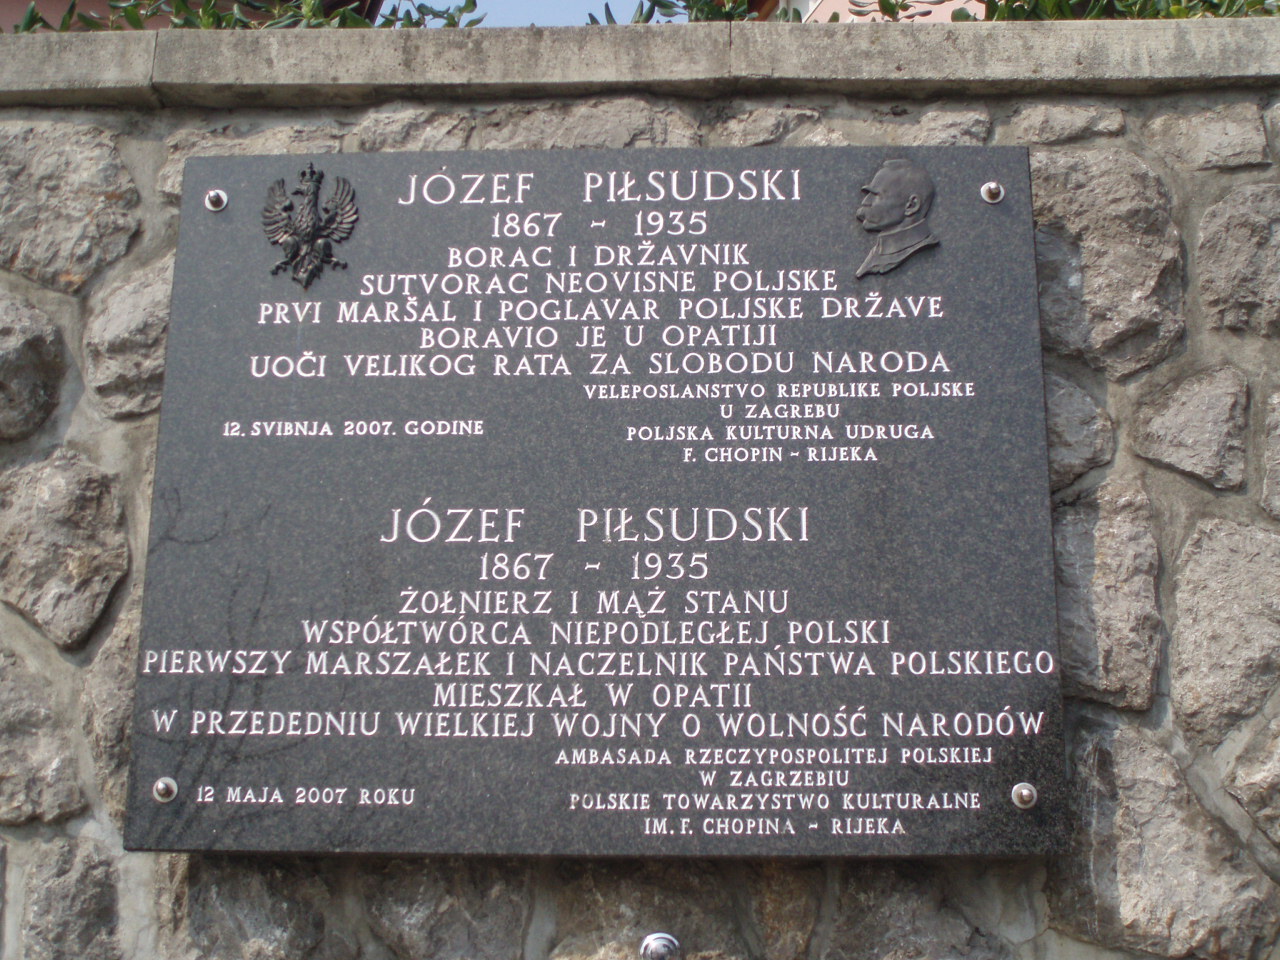 JÓZEF PIŁSUDSKI
1867 - 1935
BORAC I DRŽAVNIK
SUTVORAC NEOVISNE POLJSKE
PRVI MARŠAL I POGLAVAR POLJSKE DRŽAVE
BORAVIO JE U OPATIJI
UOČI VELIKOG RATA ZA SLOBODU NARODA
VELEPOSLANSTVO REPUBLIKE POLJSKE
U ZAGREBU
12. SVIBNJA 2007. GODINE
POLJSKA KULTURNA UDRUGA
F. CHOPIN - RIJEKA
JÓZEF PIŁSUDSKI
1867 - 1935
ŻOŁNIERZ I MĄŻ STANU
WSPÓŁTWÓRCA NIEPODLEGŁEJ POLSKI
PIERWSZY MARSZAŁEK I NACZELNIK PAŃSTWA POLSKIEGO
MIESZKAŁ W OPATII
W PRZEDEDNIU WIELKIEJ WOJNY O WOLNOŚĆ NARODÓW
AMBASADA RZECZYPOSPOLITEJ POLSKIEJ
W ZAGRZEBIU
12 MAJA 2007 ROKU
POLSKIE TOWARZYSTWO KULTURALNE
IM. F. CHOPINA - RIJEKA